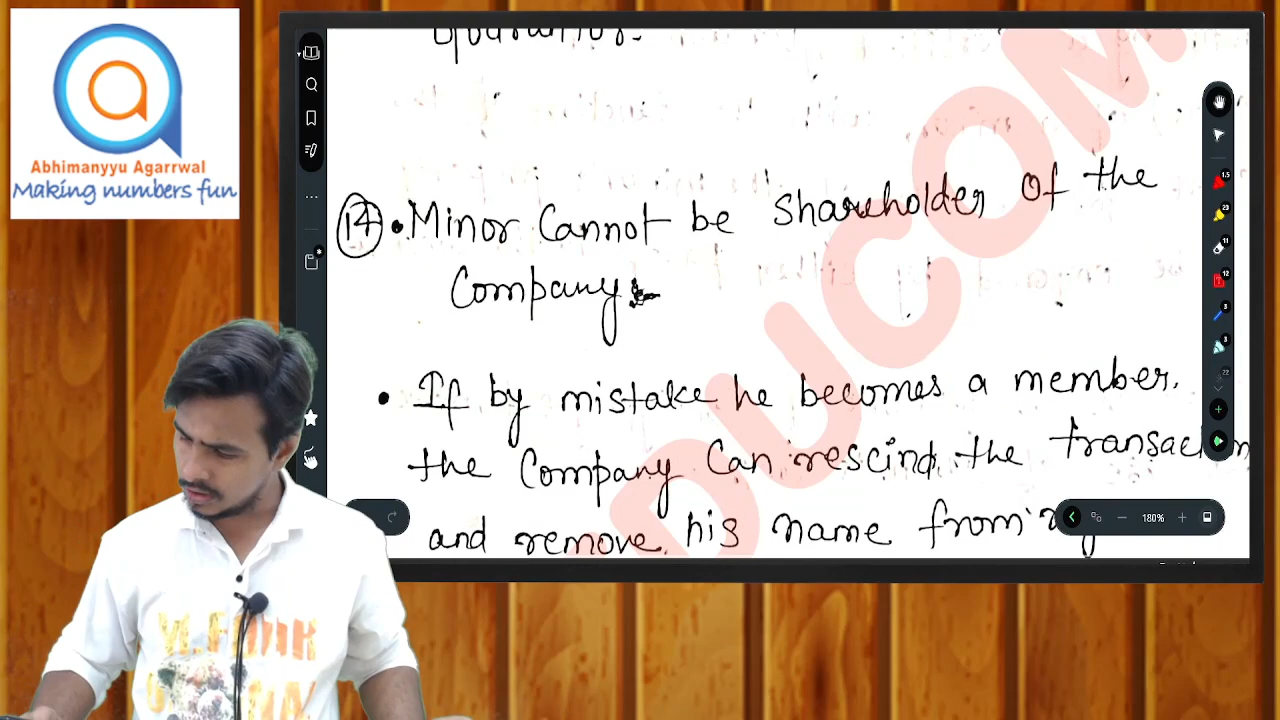 Abhimanyyu Agarrwal
Making numbers fun
14 • Minor Cannot be shareholder of the
Company
• If by mistake he becomes a member.
the Company Can rescind the
and remove his name from
DUCOM
180%